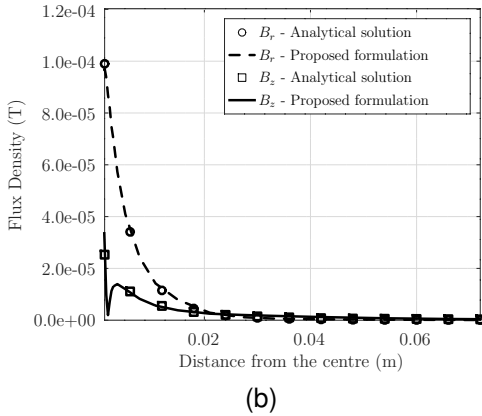 1.2e-04
1.0e-04
8.0e-05
6.0e-05
4.0e-05
2.0e-05
0.0e+00
Flux Density (T)
B_r - Analytical solution
B_r - Proposed formulation
B_z - Analytical solution
B_z - Proposed formulation
0.02 0.04 0.06
Distance from the centre (m)
(b)